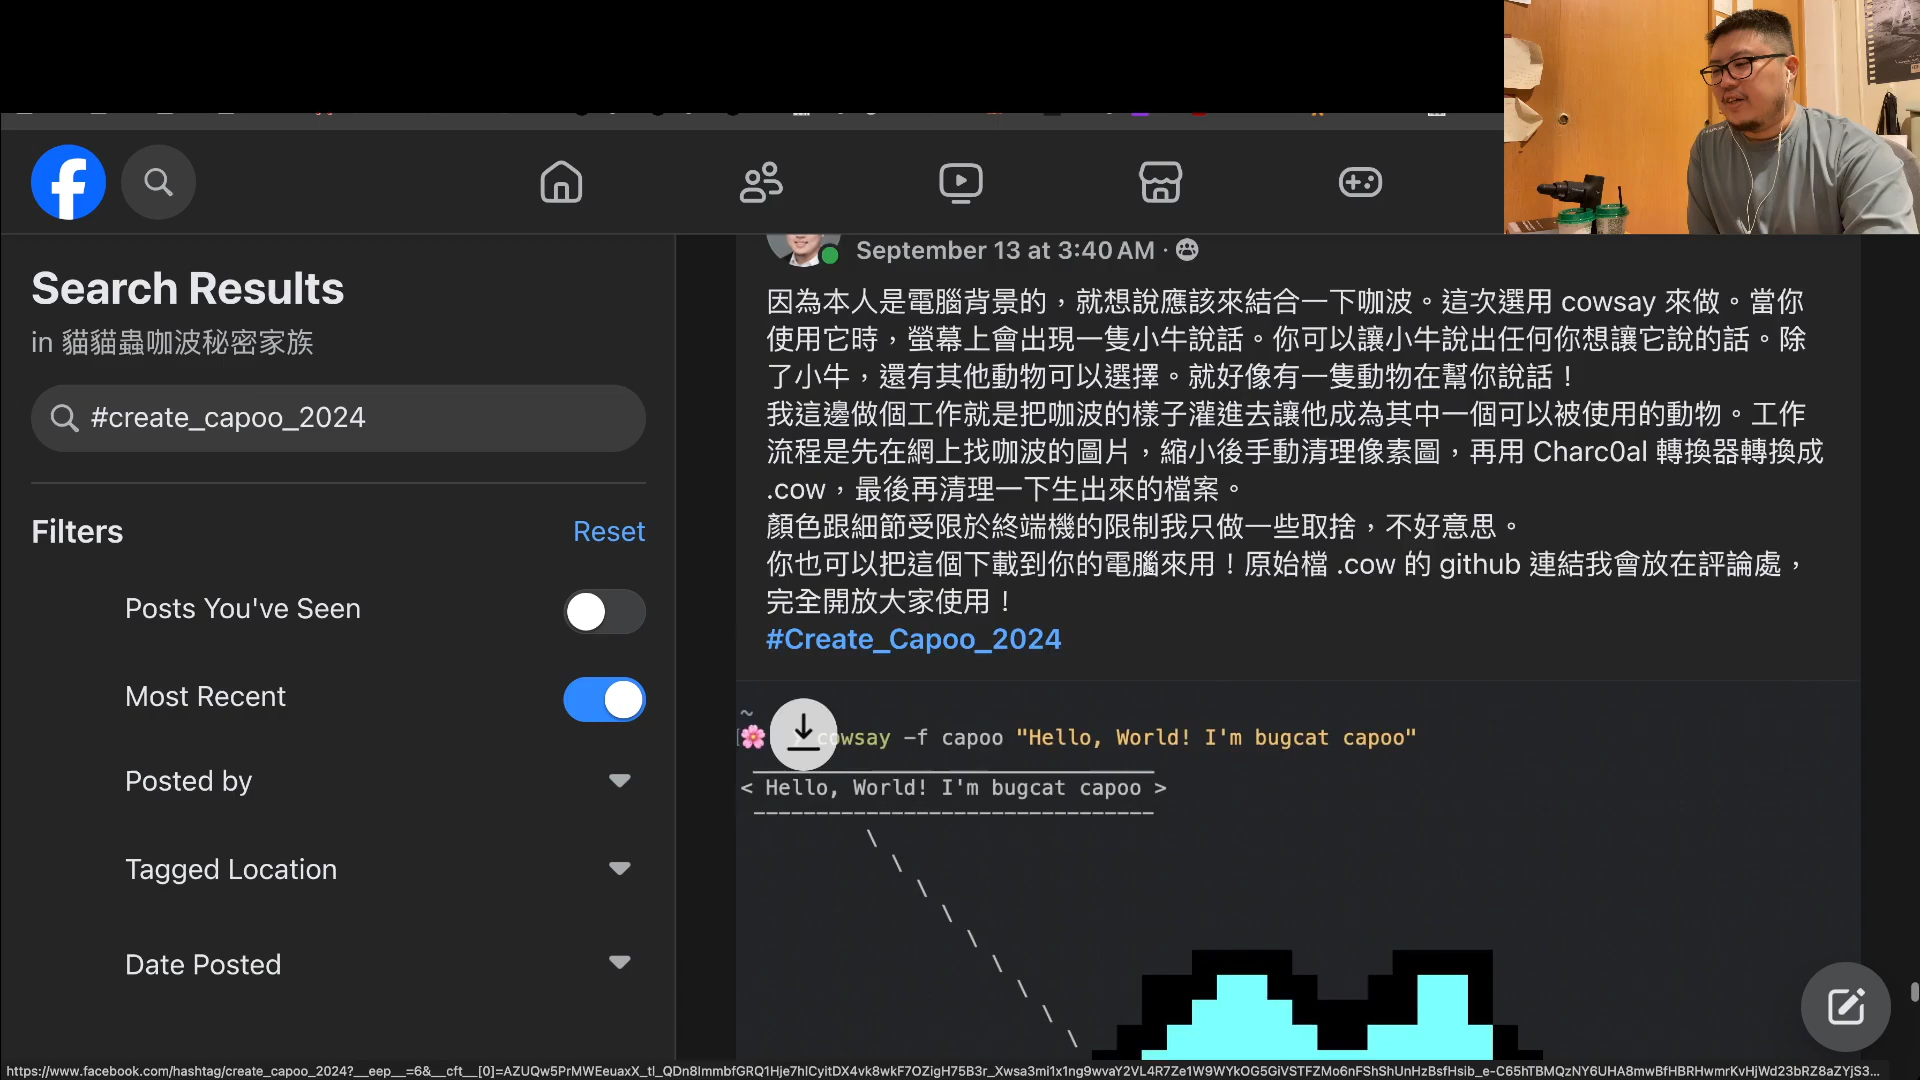 Search Results
in 貓貓蟲咖波秘密家族
#create_capoo_2024
Filters
Reset
Posts You've Seen
Most Recent
Posted by
Tagged Location
Date Posted
September 13 at 3:40 AM ·
因為本人是電腦背景的，就想說應該來結合一下咖波。這次選用 cowsay 來做。當你
使用它時，螢幕上會出現一隻小牛說話。你可以讓小牛說出任何你想讓它說的話。除
了小牛，還有其他動物可以選擇。就好像有一隻動物在幫你說話！
我這邊做個工作就是把咖波的樣子灌進去讓他成為其中一個可以被使用的動物。工作
流程是先在網上找咖波的圖片，縮小後手動清理像素圖，再用 Charc0al 轉換器轉換成
.cow，最後再清理一下生出來的檔案。
顏色跟細節受限於終端機的限制我只做一些取捨，不好意思。
你也可以把這個下載到你的電腦來用！原始檔 .cow 的 github 連結我會放在評論處，
完全開放大家使用！
#Create_Capoo_2024
~
cowsay -f capoo "Hello, World! I'm bugcat capoo"
< Hello, World! I'm bugcat capoo >